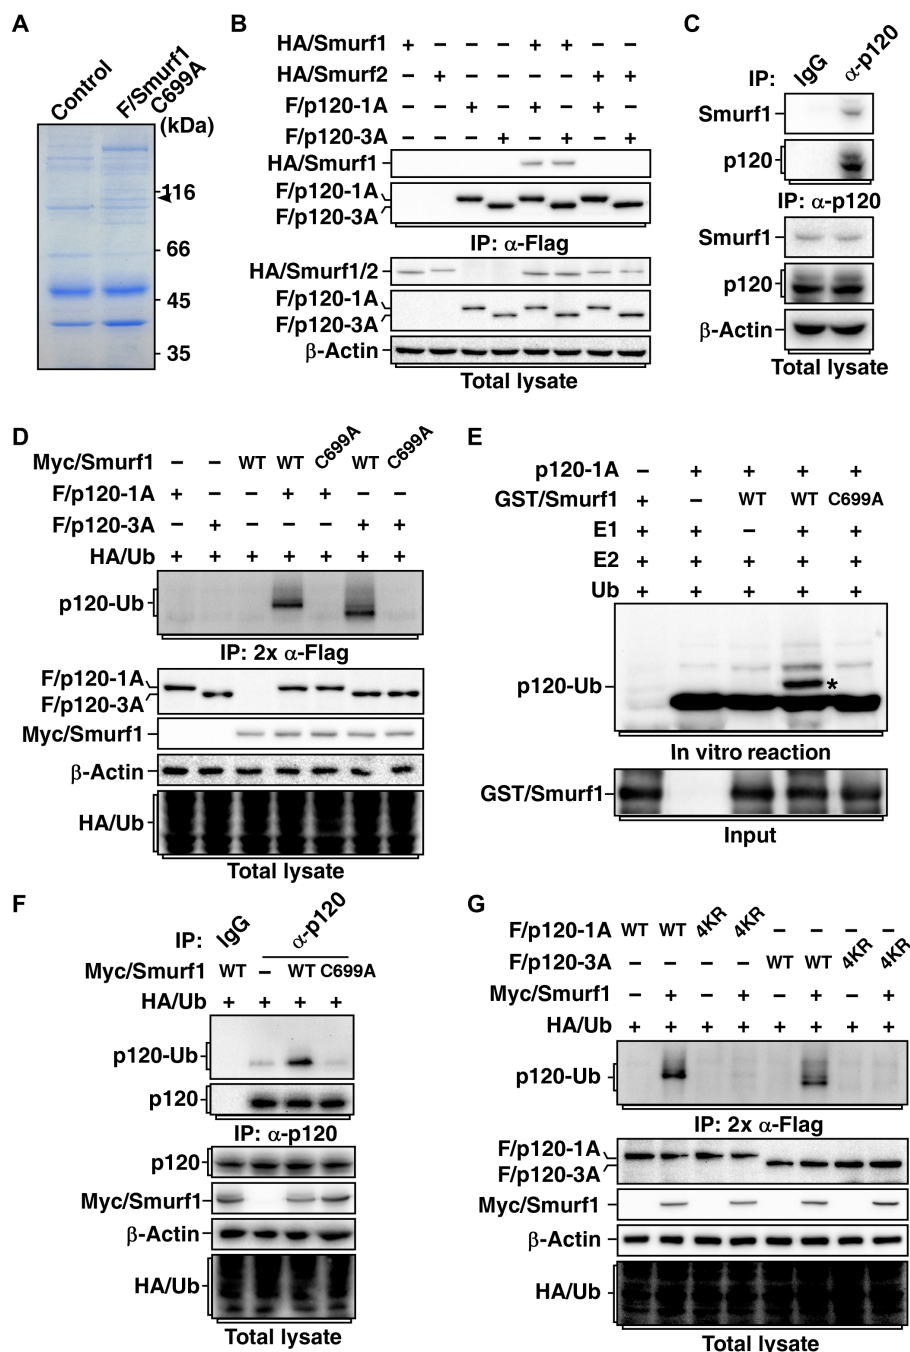 A
Control
F/Smurf1
C699A
(kDa)
116
66
45
35
B
HA/Smurf1 + − − − + + − −
HA/Smurf2 − + − − − − + +
F/p120-1A − − + − + − + −
F/p120-3A − − − + − + − +
HA/Smurf1
F/p120-1A
F/p120-3A
IP: α-Flag
HA/Smurf1/2
F/p120-1A
F/p120-3A
β-Actin
Total lysate
C
IP: IgG α-p120
Smurf1
p120
IP: α-p120
Smurf1
p120
β-Actin
Total lysate
D
Myc/Smurf1 − − WT WT C699A WT C699A
F/p120-1A + − − + + − −
F/p120-3A − + − − − + +
HA/Ub + + + + + + +
p120-Ub
IP: 2x α-Flag
F/p120-1A
F/p120-3A
Myc/Smurf1
β-Actin
HA/Ub
Total lysate
E
p120-1A − + + + +
GST/Smurf1 + − WT WT C699A
E1 + + − + +
E2 + + + + +
Ub + + + + +
p120-Ub
*
In vitro reaction
GST/Smurf1
Input
F
IP: IgG α-p120
Myc/Smurf1 WT − WT C699A
HA/Ub + + + +
p120-Ub
p120
IP: α-p120
p120
Myc/Smurf1
β-Actin
HA/Ub
Total lysate
G
F/p120-1A WT WT 4KR 4KR − − − −
F/p120-3A − − − − WT WT 4KR 4KR
Myc/Smurf1 − + − + − + − +
HA/Ub + + + + + + + +
p120-Ub
IP: 2x α-Flag
F/p120-1A
F/p120-3A
Myc/Smurf1
β-Actin
HA/Ub
Total lysate